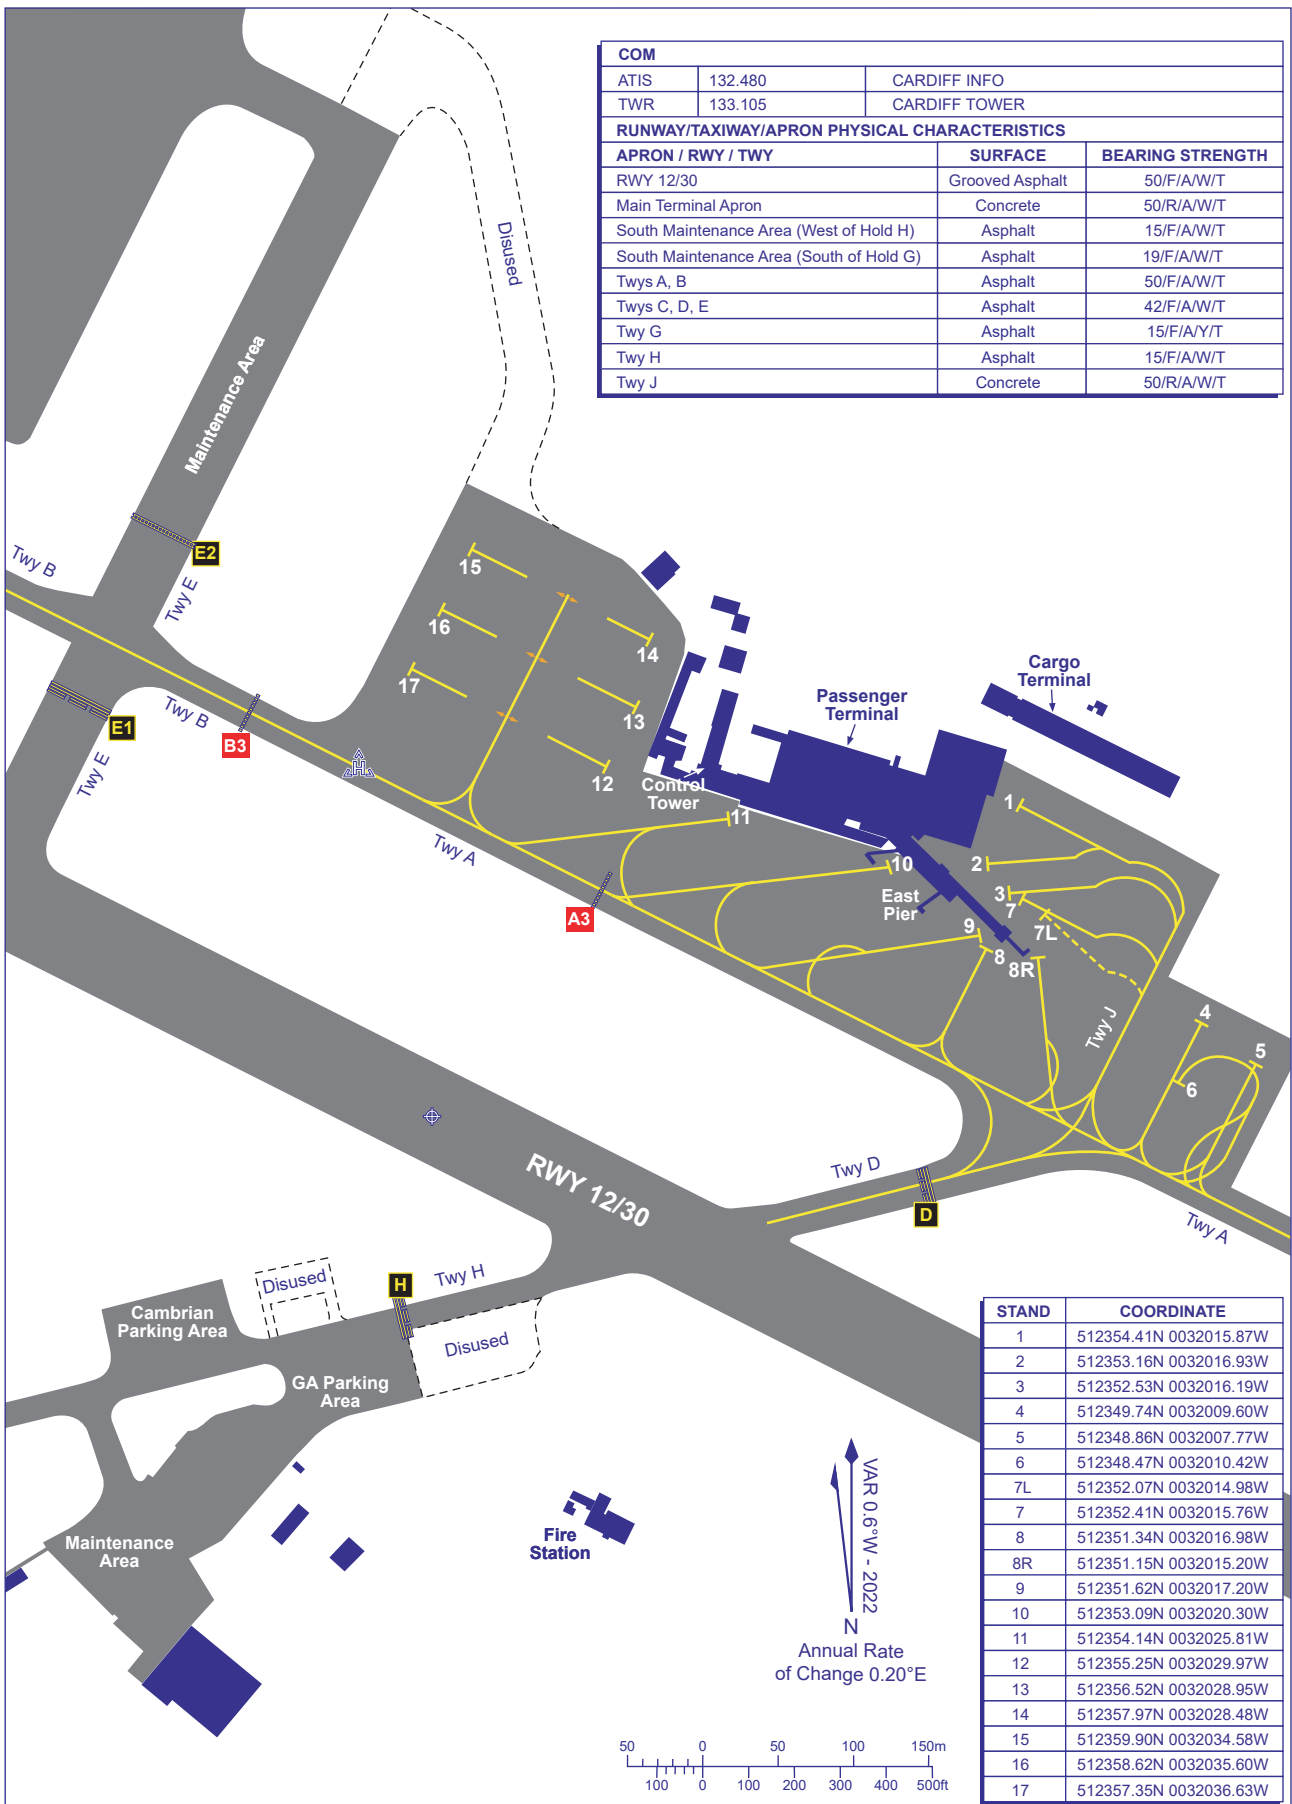 COM
ATIS 132.480 CARDIFF INFO
TWR 133.105 CARDIFF TOWER
RUNWAY/TAXIWAY/APRON PHYSICAL CHARACTERISTICS
APRON / RWY / TWY SURFACE BEARING STRENGTH
RWY 12/30 Grooved Asphalt 50/F/A/W/T
Main Terminal Apron Concrete 50/R/A/W/T
South Maintenance Area (West of Hold H) Asphalt 15/F/A/W/T
South Maintenance Area (South of Hold G) Asphalt 19/F/A/W/T
Twys A, B Asphalt 50/F/A/W/T
Twys C, D, E Asphalt 42/F/A/W/T
Twy G Asphalt 15/F/A/Y/T
Twy H Asphalt 15/F/A/W/T
Twy J Concrete 50/R/A/W/T
Disused
Maintenance Area
E2
Twy B
Twy E
15
16
17
14
13
12
E1
Twy B
B3
Twy E
H
Control
Tower
Passenger
Terminal
Cargo
Terminal
11
Twy A
A3
10
East
Pier
1
2
3
7
7L
9
8
8R
Twy J
4
5
6
RWY 12/30
Twy D
D
Twy A
Disused
H
Twy H
Cambrian
Parking Area
Disused
GA Parking
Area
Maintenance
Area
Fire
Station
VAR 0.6°W - 2022
N
Annual Rate
of Change 0.20°E
50 0 50 100 150m
100 0 100 200 300 400 500ft
STAND COORDINATE
1 512354.41N 0032015.87W
2 512353.16N 0032016.93W
3 512352.53N 0032016.19W
4 512349.74N 0032009.60W
5 512348.86N 0032007.77W
6 512348.47N 0032010.42W
7L 512352.07N 0032014.98W
7 512352.41N 0032015.76W
8 512351.34N 0032016.98W
8R 512351.15N 0032015.20W
9 512351.62N 0032017.20W
10 512353.09N 0032020.30W
11 512354.14N 0032025.81W
12 512355.25N 0032029.97W
13 512356.52N 0032028.95W
14 512357.97N 0032028.48W
15 512359.90N 0032034.58W
16 512358.62N 0032035.60W
17 512357.35N 0032036.63W